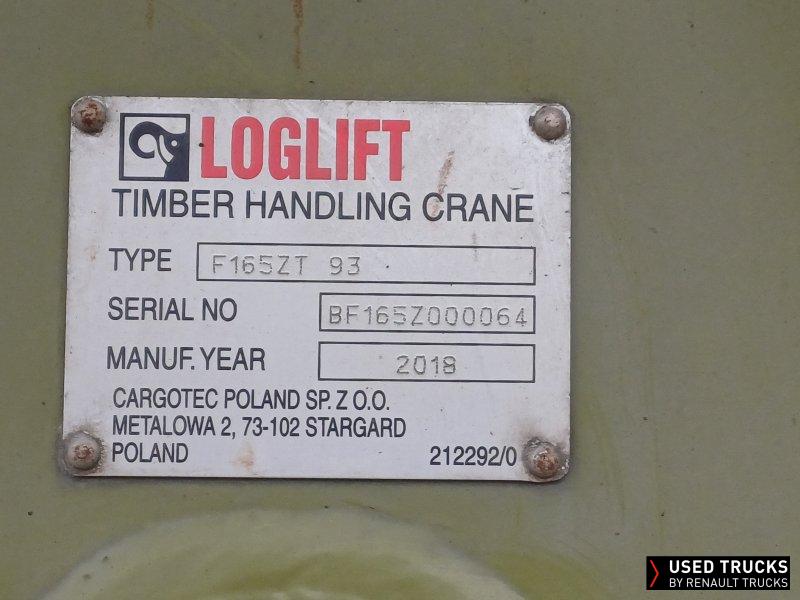 LOGLIFT
TIMBER HANDLING CRANE
TYPE F165ZT 93
SERIAL NO BF165Z000064
MANUF. YEAR 2018
CARGOTEC POLAND SP. Z O.O.
METALOWA 2, 73-102 STARGARD
POLAND 212292/0
USED TRUCKS
BY RENAULT TRUCKS